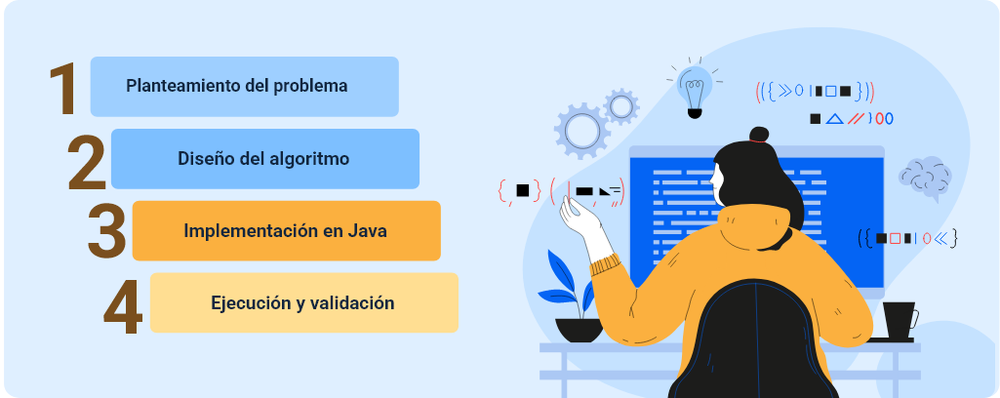 1 Planteamiento del problema
2 Diseño del algoritmo
3 Implementación en Java
4 Ejecución y validación